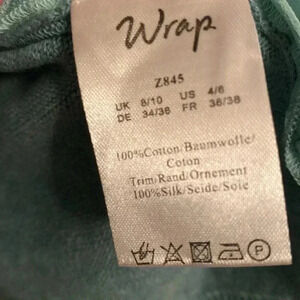 Wrap
Z845
UK 8/10 US 4/6
DE 34/36 FR 36/38
100%Cotton/Baumwolle/
Coton
Trim/Rand/Ornement
100%Silk/Seide/Soie
P